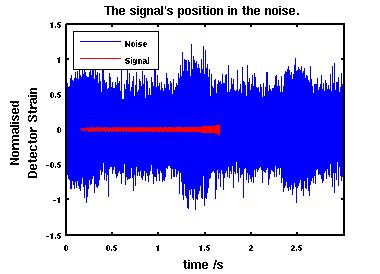 The signal's position in the noise.
1.5
Noise
Signal
1
0.5
0
-0.5
-1
-1.5
Normalised
Detector Strain
0 0.5 1 1.5 2 2.5
time /s